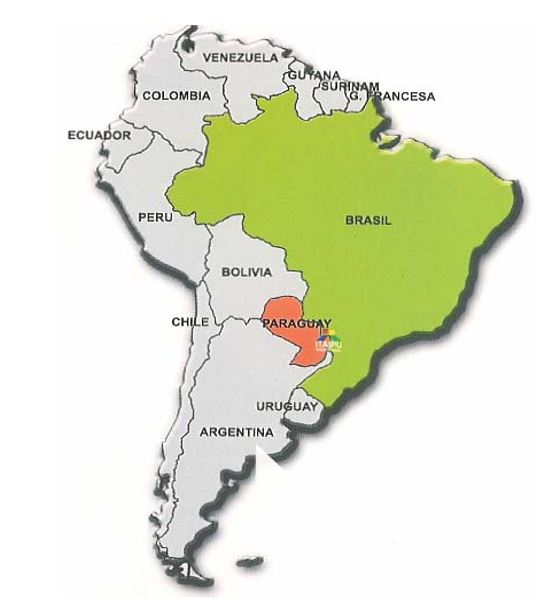 VENEZUELA
GUYANA
SURINAM
G. FRANCESA
COLOMBIA
ECUADOR
PERU
BRASIL
BOLIVIA
CHILE
PARAGUAY
ITAIPU
URUGUAY
ARGENTINA